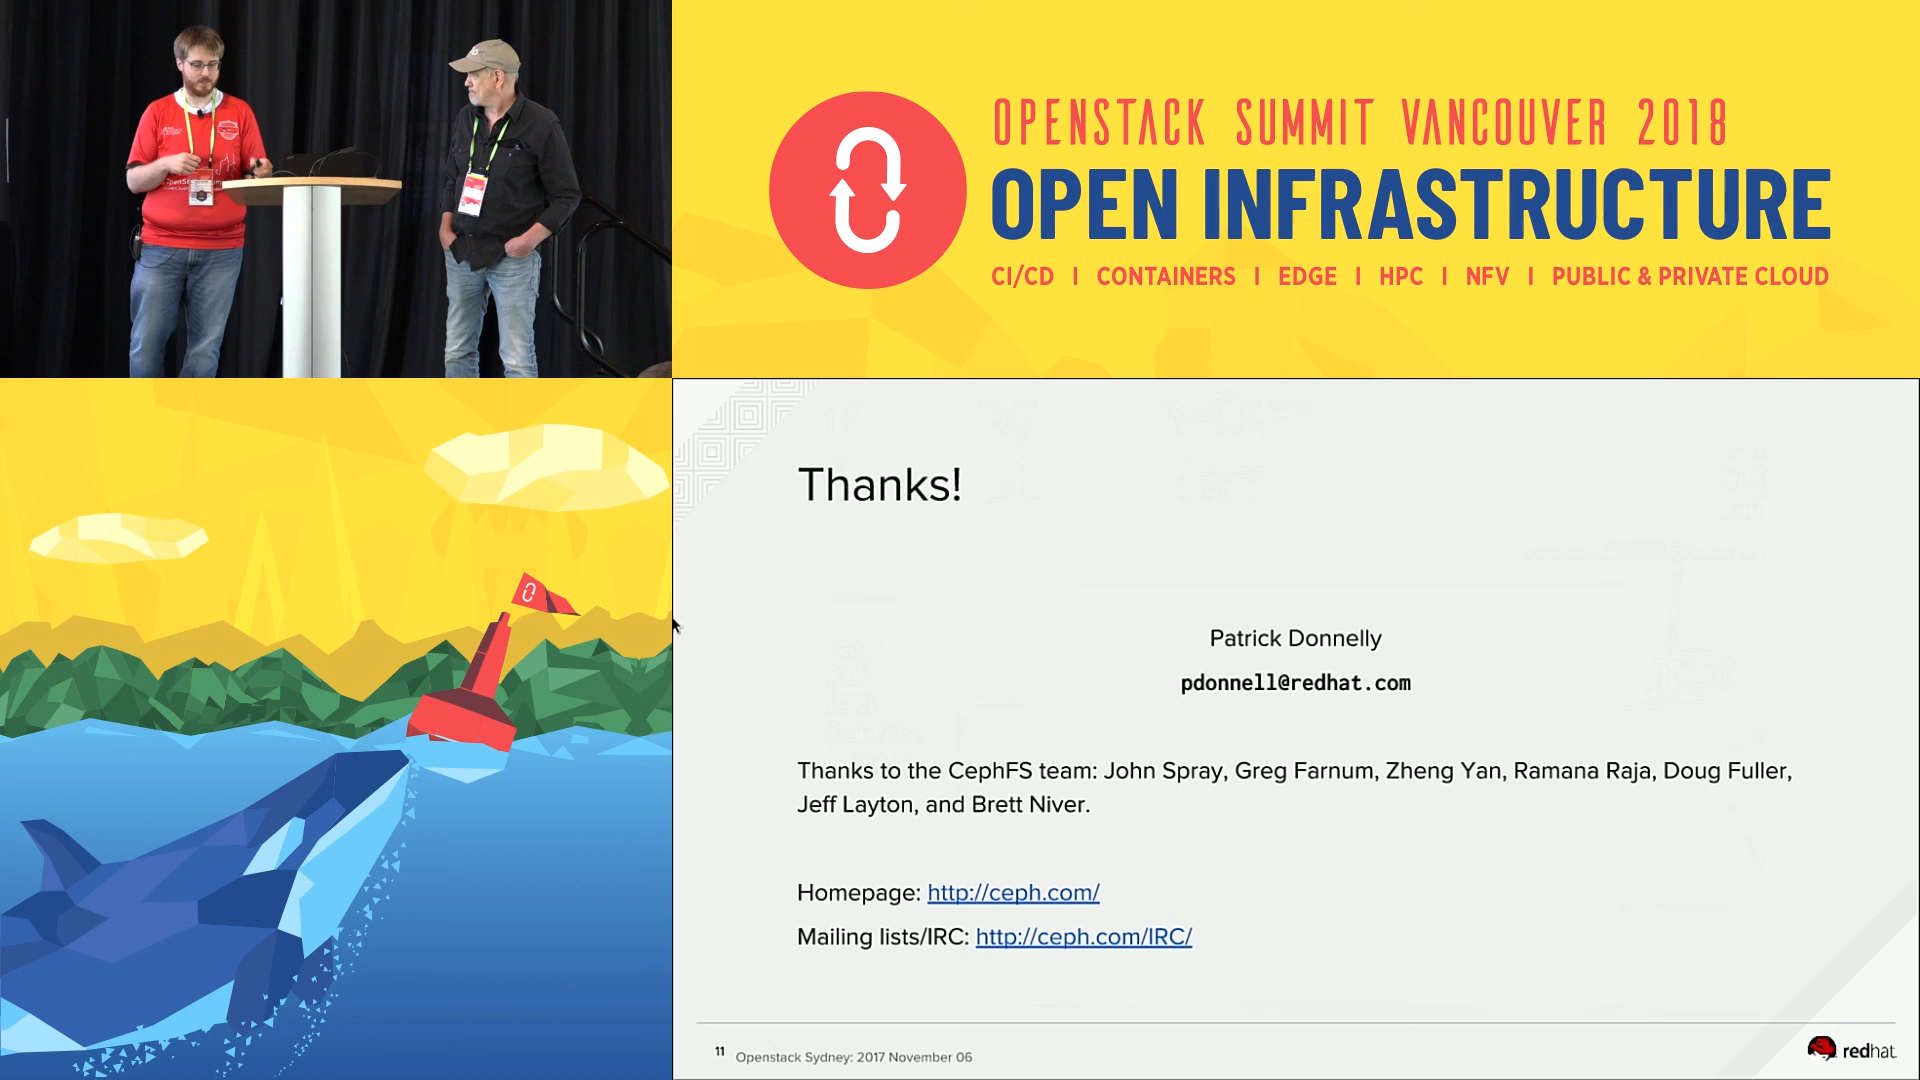 OPENSTACK SUMMIT VANCOUVER 2018
OPEN INFRASTRUCTURE
CI/CD | CONTAINERS | EDGE | HPC | NFV | PUBLIC & PRIVATE CLOUD
Thanks!
Patrick Donnelly
pdonnell@redhat.com
Thanks to the CephFS team: John Spray, Greg Farnum, Zheng Yan, Ramana Raja, Doug Fuller,
Jeff Layton, and Brett Niver.
Homepage: http://ceph.com/
Mailing lists/IRC: http://ceph.com/IRC/
11 Openstack Sydney: 2017 November 06
redhat